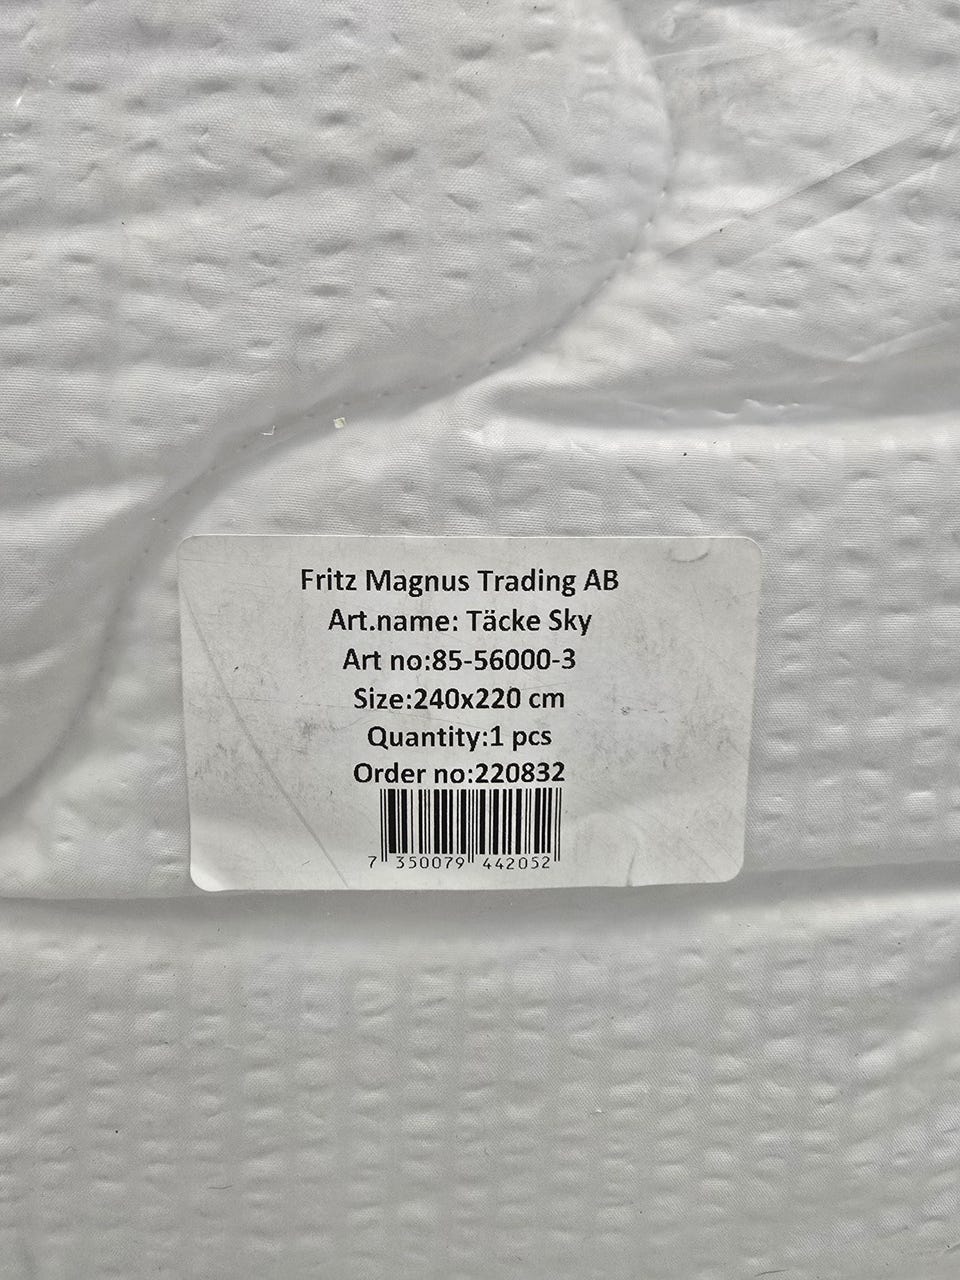 Fritz Magnus Trading AB
Art.name: Täcke Sky
Art no:85-56000-3
Size:240x220 cm
Quantity:1 pcs
Order no:220832
7 350079 442052